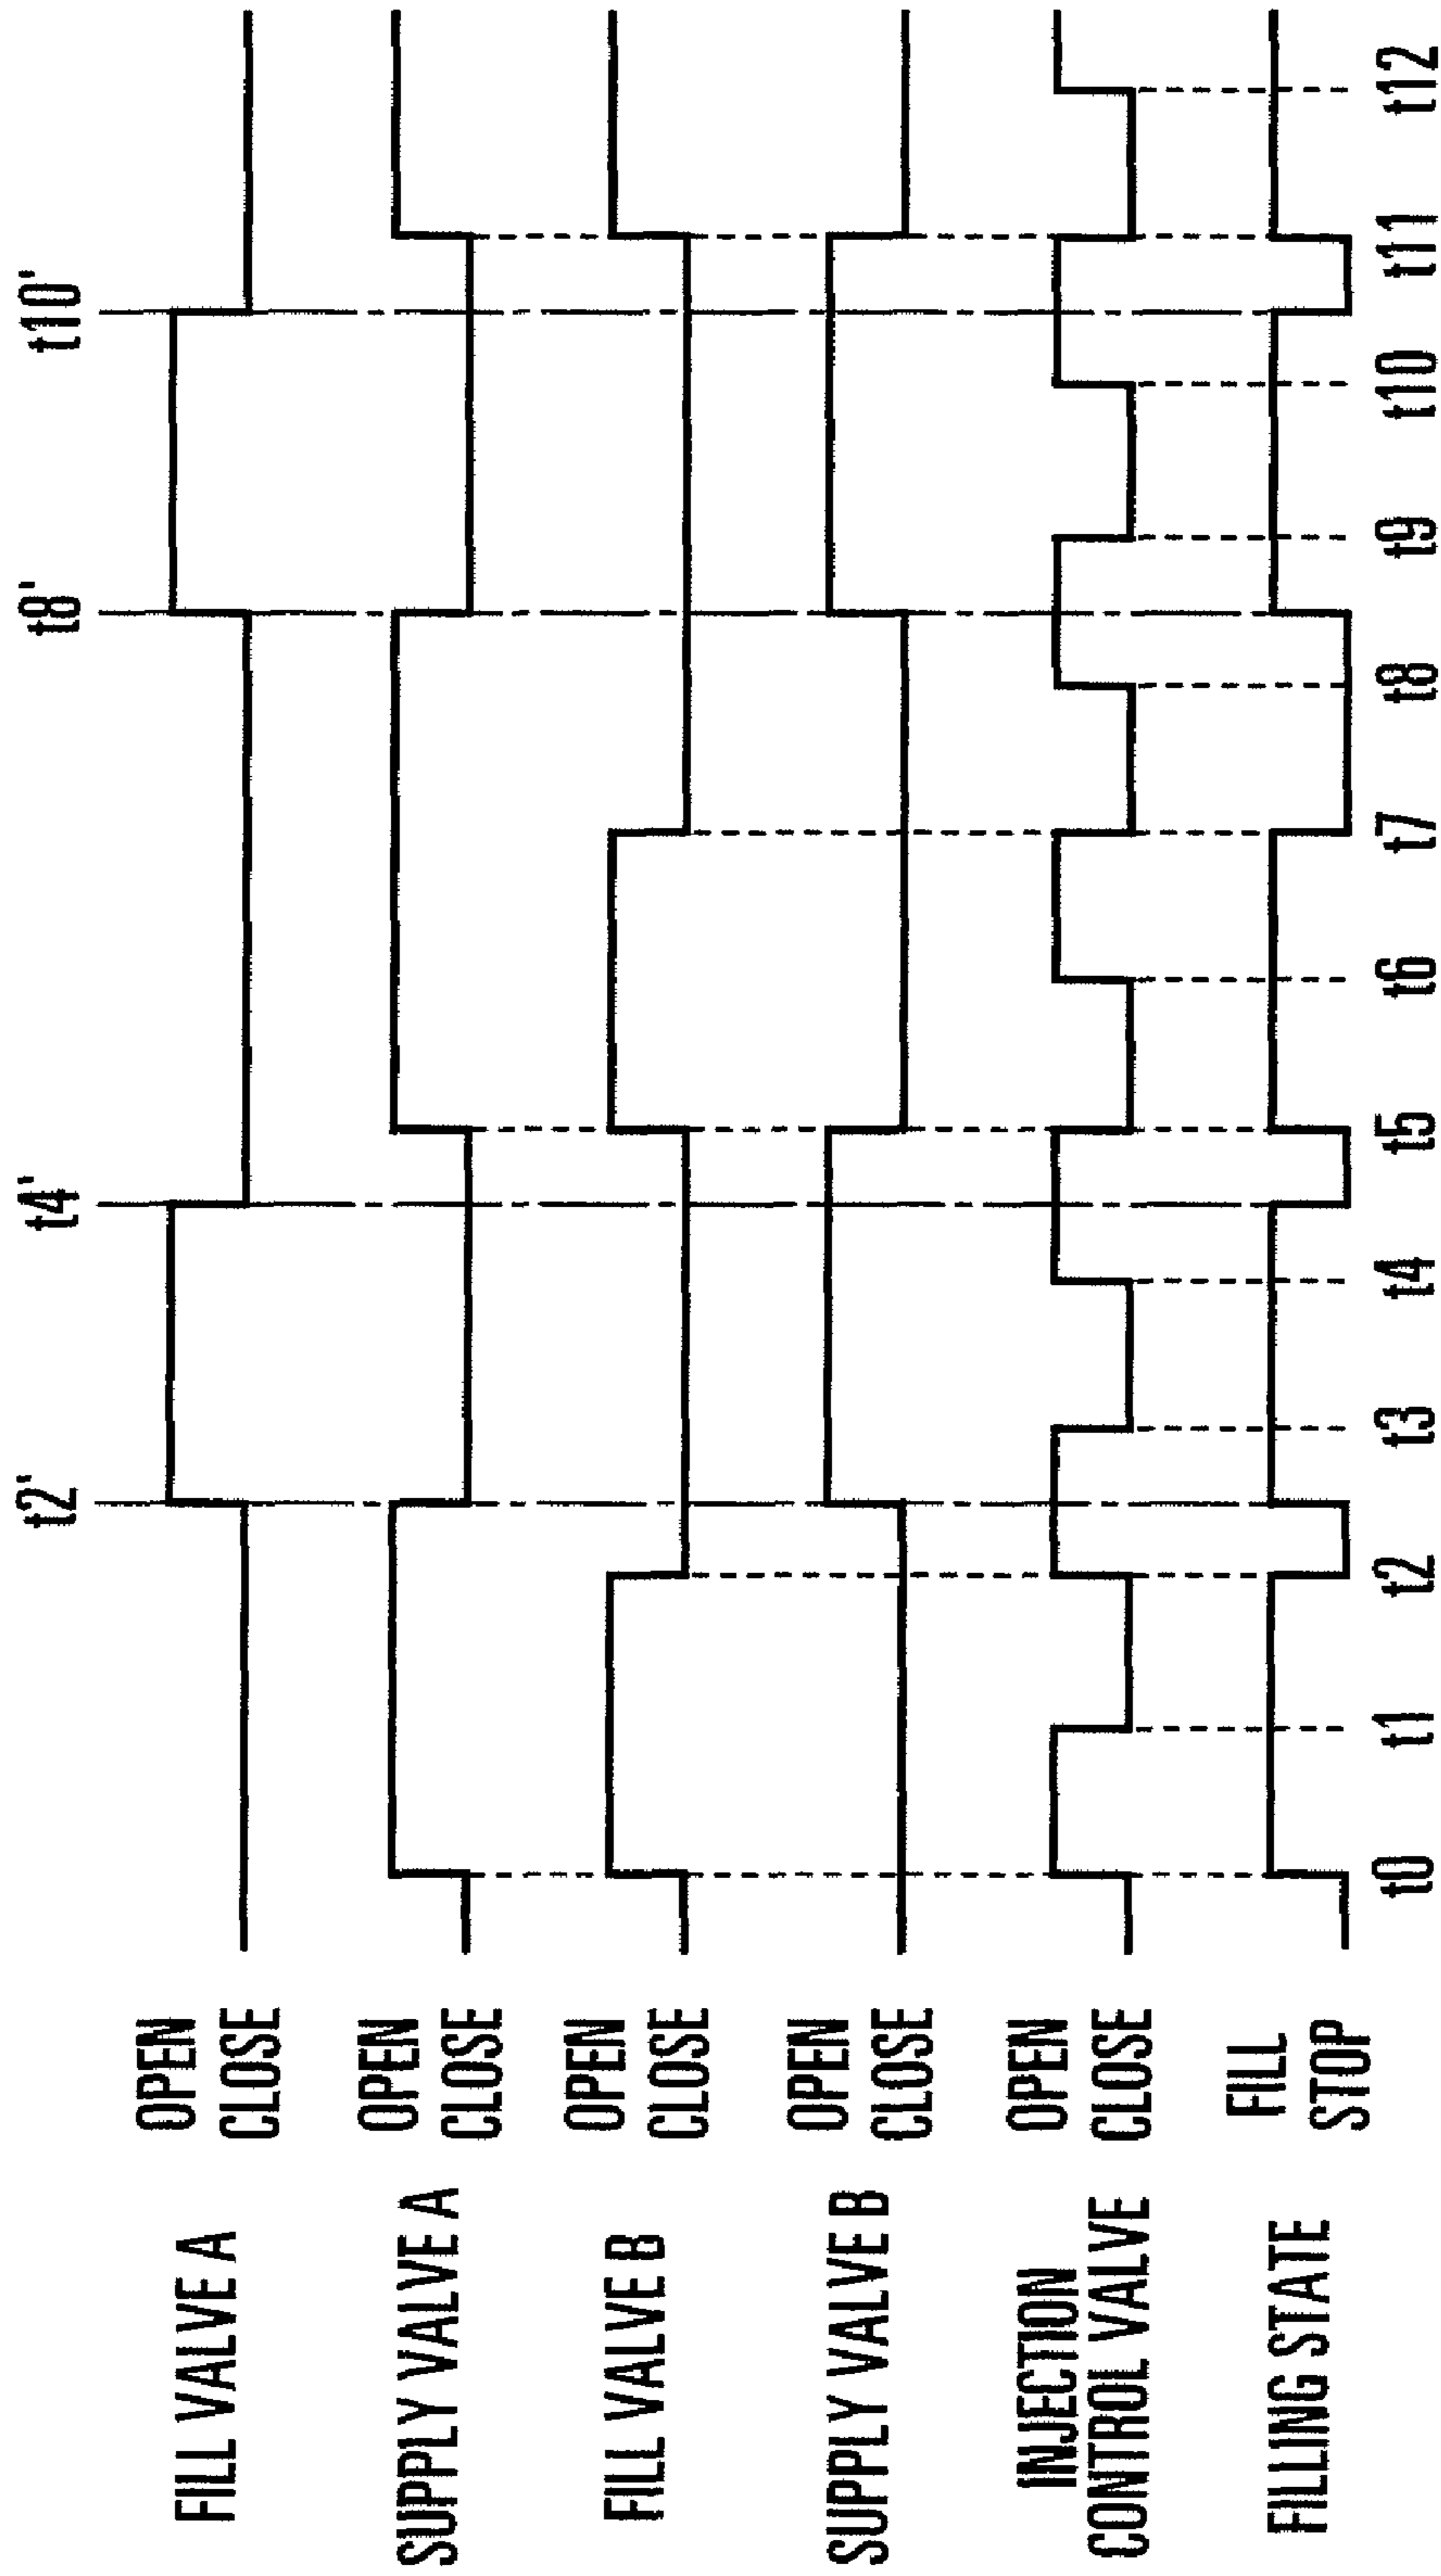 t2' t4' t8' t10'
FILL VALVE A
OPEN
CLOSE
SUPPLY VALVE A
OPEN
CLOSE
FILL VALVE B
OPEN
CLOSE
SUPPLY VALVE B
OPEN
CLOSE
INJECTION
CONTROL VALVE
OPEN
CLOSE
FILLING STATE
FILL
STOP
t0 t1 t2 t3 t4 t5 t6 t7 t8 t9 t10 t11 t12